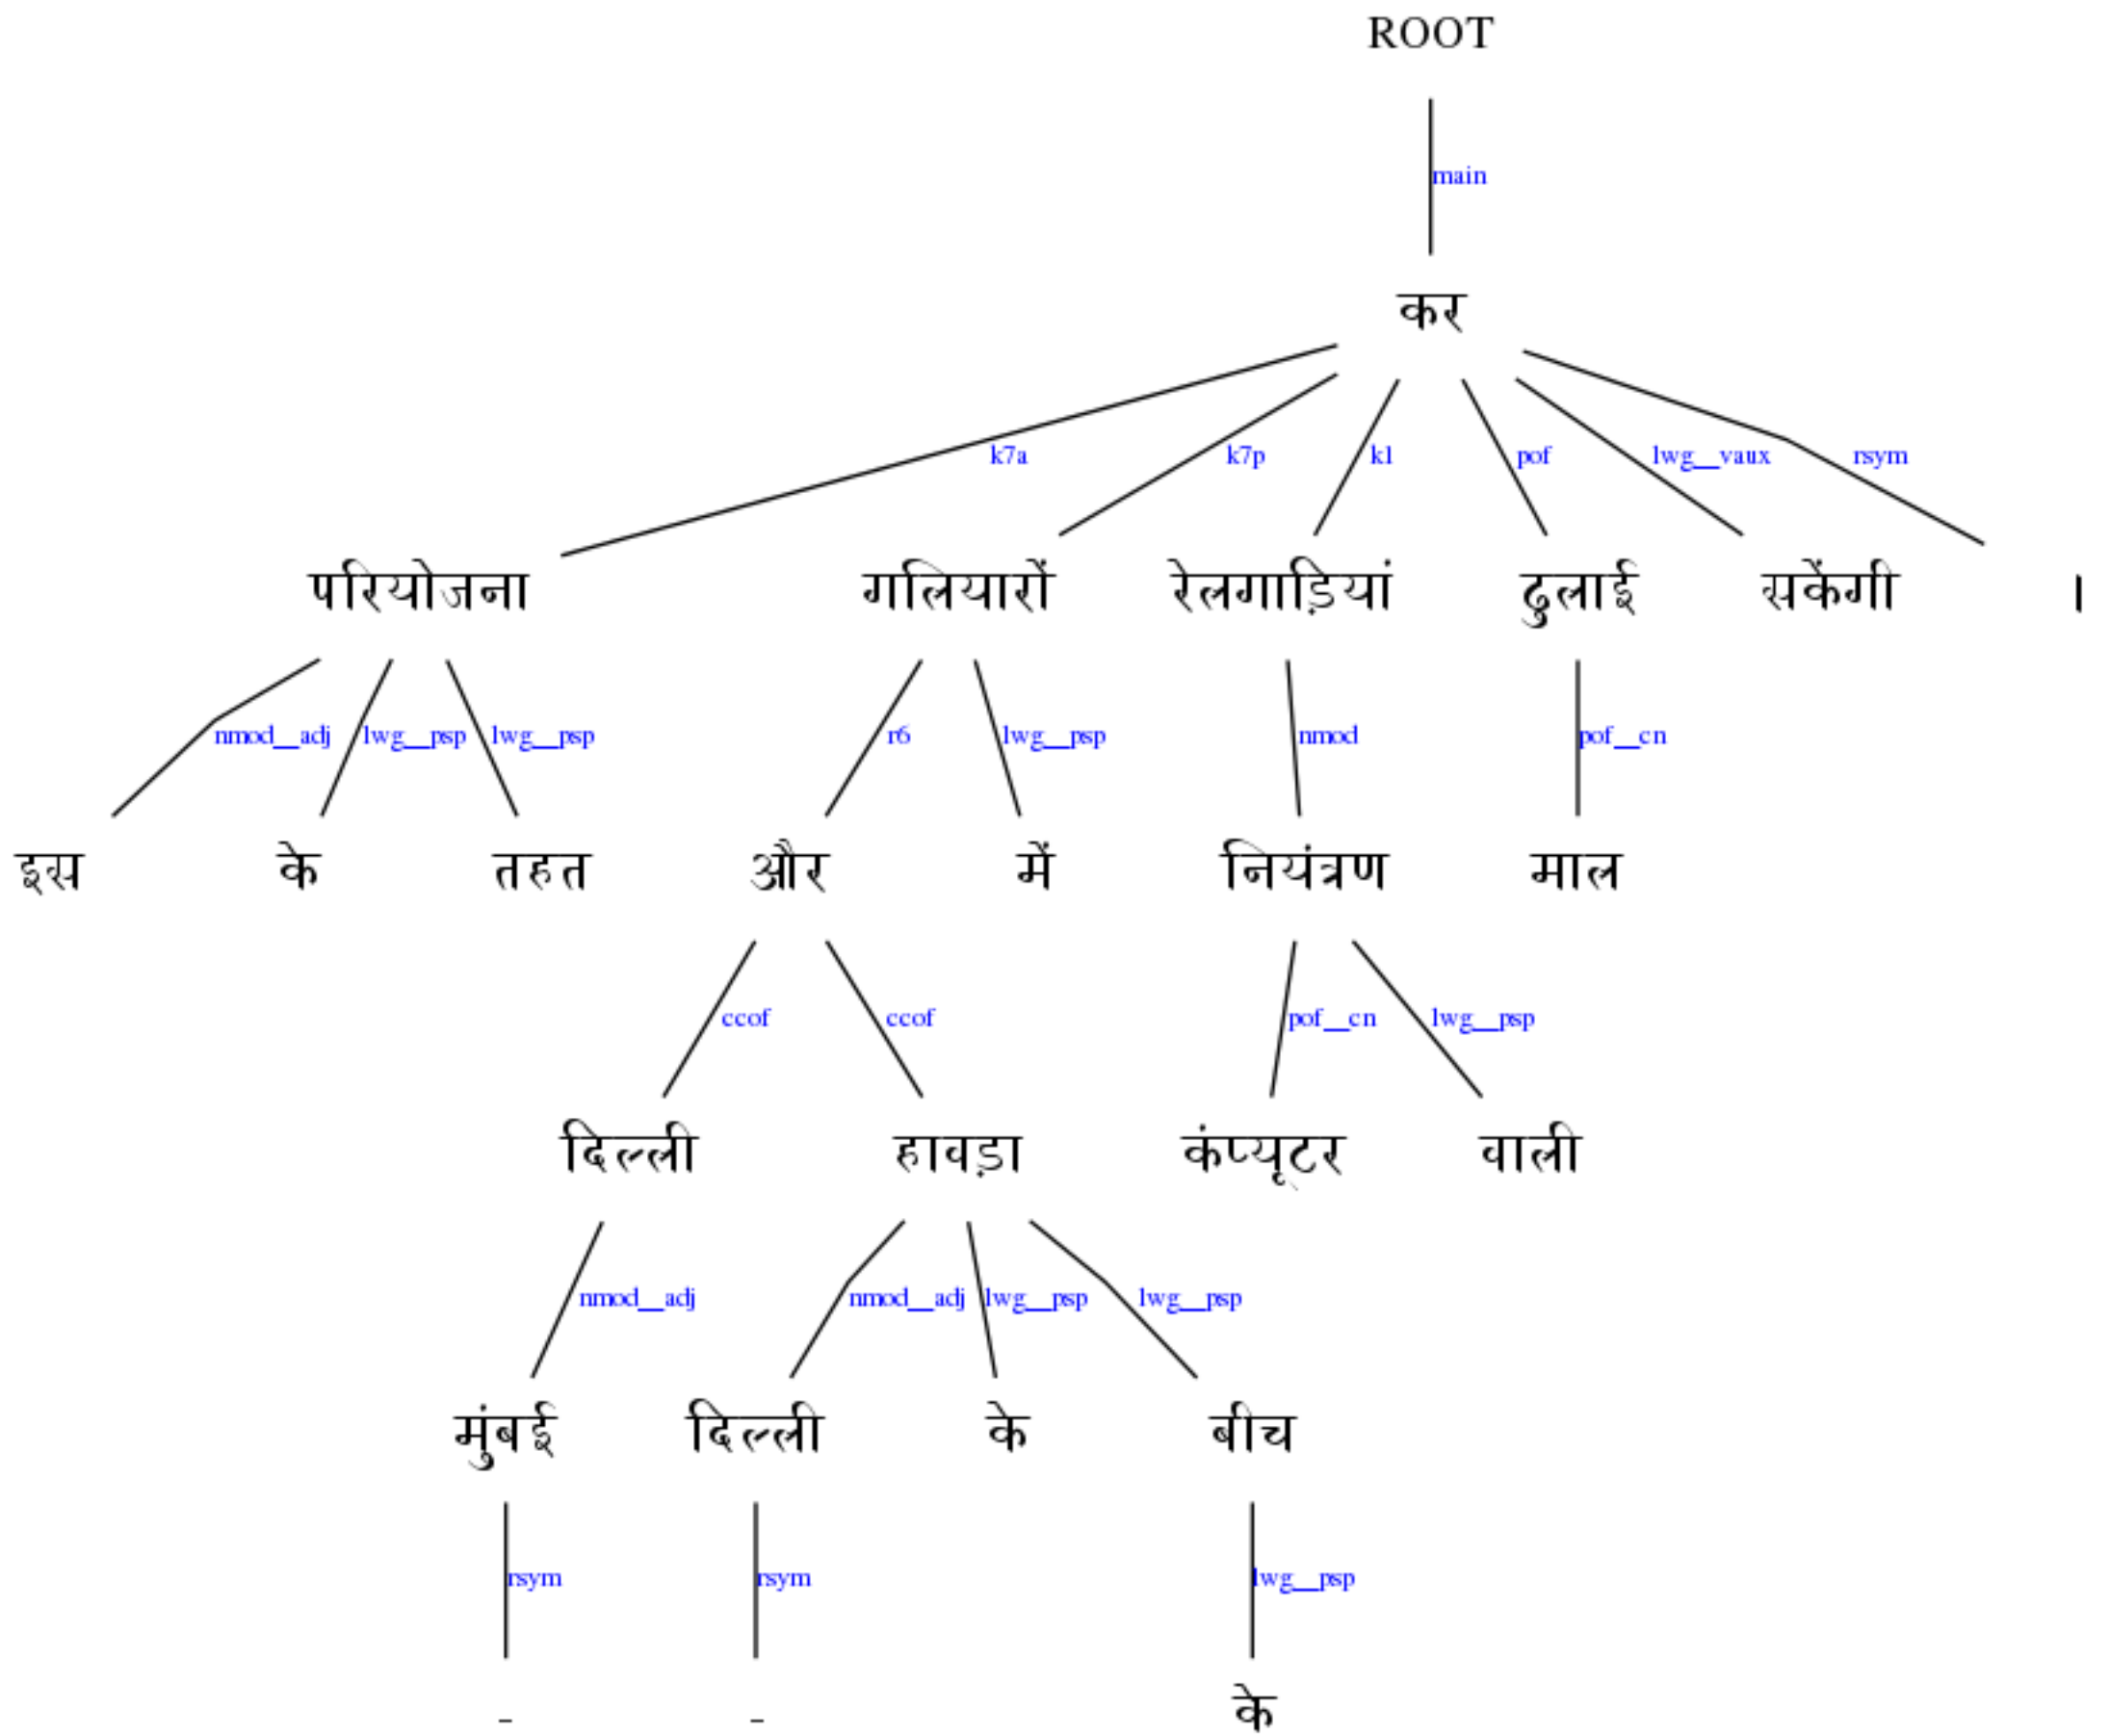 ROOT
main
कर
k7a k7p k1 pof lwg__vaux rsym
परियोजना गलियारों रेलगाड़ियां ढुलाई सकेंगी ।
nmod__adj lwg__psp lwg__psp r6 lwg__psp nmod pof__cn
इस के तहत और में नियंत्रण माल
ccof ccof pof__cn lwg__psp
दिल्ली हावड़ा कंप्यूटर वाली
nmod__adj nmod__adj lwg__psp lwg__psp
मुंबई दिल्ली के बीच
rsym rsym lwg__psp
- - के